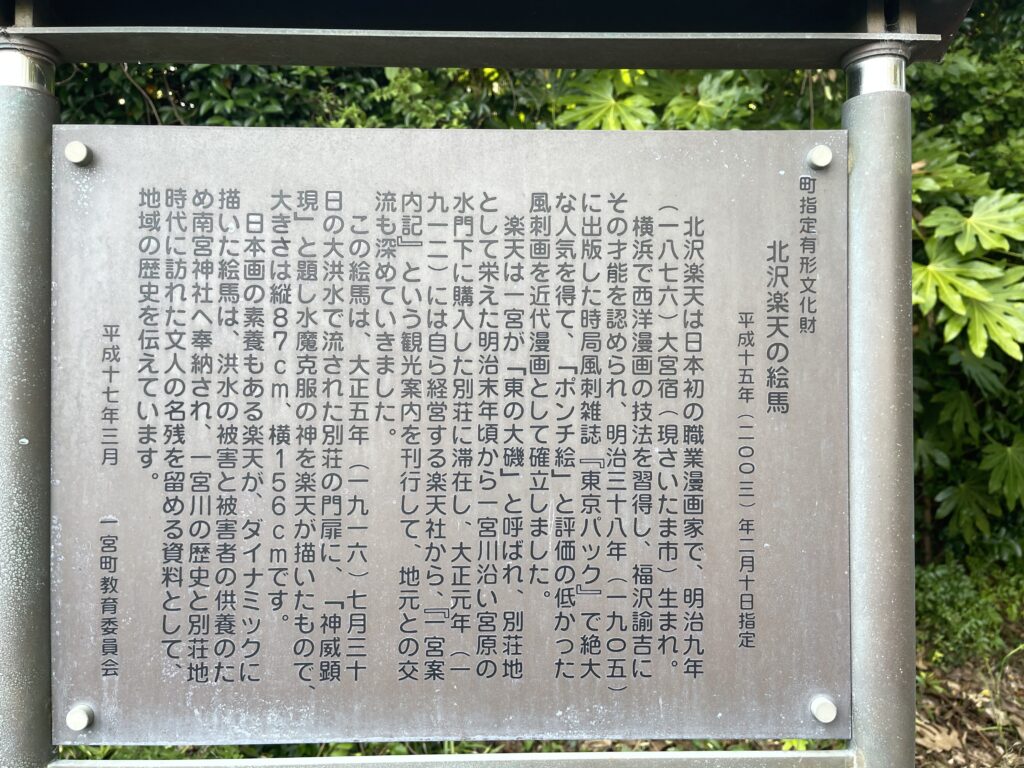 町指定有形文化財
北沢楽天の絵馬
平成十五年(二〇〇三)年二月十日指定
北沢楽天は日本初の職業漫画家で、明治九年
(一八七六)大宮宿(現さいたま市)生まれ。
横浜で西洋漫画の技法を習得し、福沢諭吉に
その才能を認められ、明治三十八年(一九〇五)
に出版した時局風刺雑誌『東京パック』で絶大
な人気を得て、「ポンチ絵」と評価の低かった
風刺画を近代漫画として確立しました。
楽天は一宮が「東の大磯」と呼ばれ、別荘地
として栄えた明治末年頃から一宮川沿い宮原の
水門下に購入した別荘に滞在し、大正元年(一
九一二)には自ら経営する楽天社から、『一宮案
内記』という観光案内を刊行して、地元との交
流も深めていきました。
この絵馬は、大正五年(一九一六)七月三十
日の大洪水で流された別荘の門扉に、「神威顕
現」と題し水魔克服の神を楽天が描いたもので、
大きさは縦87cm、横156cmです。
日本画の素養もある楽天が、ダイナミックに
描いた絵馬は、洪水の被害と被害者の供養のた
め南宮神社へ奉納され、一宮川の歴史と別荘地
時代に訪れた文人の名残を留める資料として、
地域の歴史を伝えています。
平成十七年三月 一宮町教育委員会